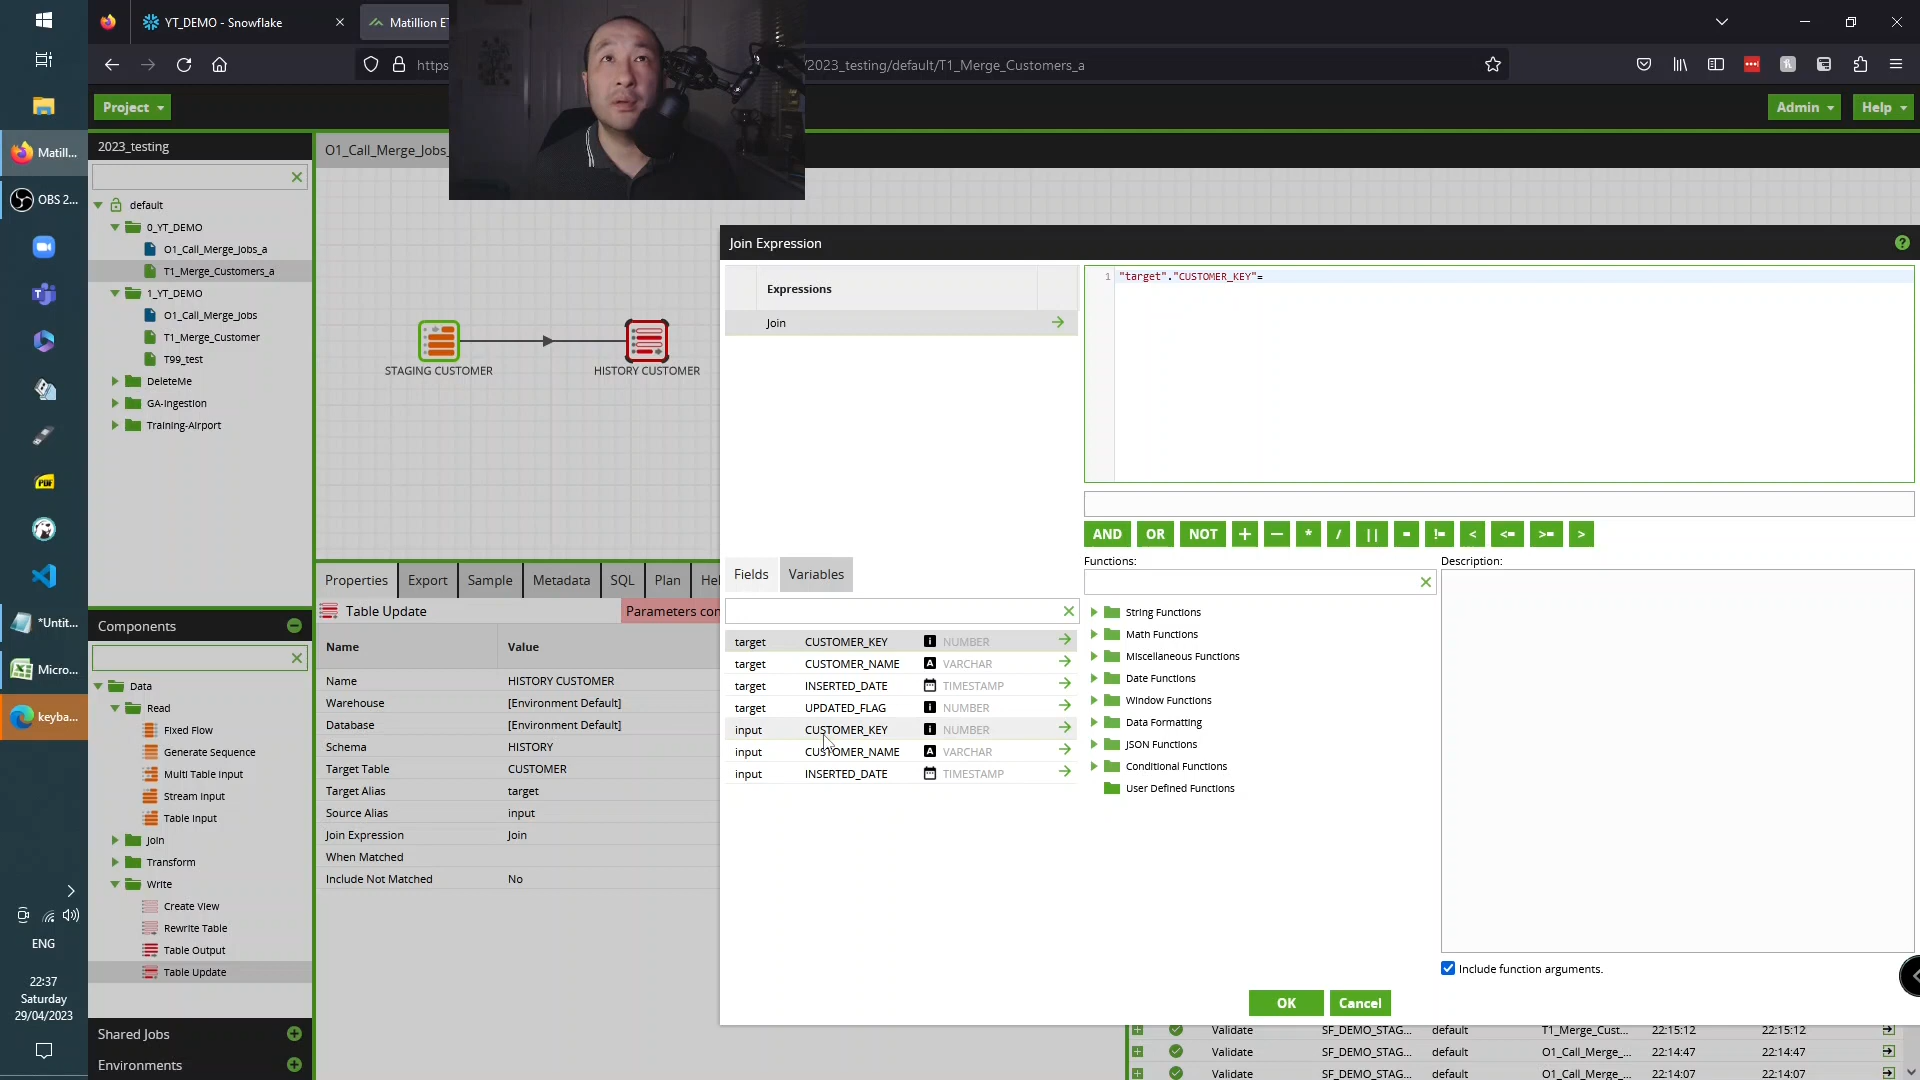 YT_DEMO - Snowflake
Matillion ET
https
/2023_testing/default/T1_Merge_Customers_a
Project
Admin
Help
Matill...
OBS 2...
*Untit...
Micro...
keyba...
ENG
22:37
Saturday
29/04/2023
2023_testing
default
0_YT_DEMO
O1_Call_Merge_Jobs_a
T1_Merge_Customers_a
1_YT_DEMO
O1_Call_Merge_Jobs
T1_Merge_Customer
T99_test
DeleteMe
GA-Ingestion
Training-Airport
Components
Data
Read
Fixed Flow
Generate Sequence
Multi Table Input
Stream Input
Table Input
Join
Transform
Write
Create View
Rewrite Table
Table Output
Table Update
Shared Jobs
Environments
O1_Call_Merge_Jobs_
STAGING CUSTOMER
HISTORY CUSTOMER
Properties
Export
Sample
Metadata
SQL
Plan
Hel
Table Update
Parameters con
Name Value
Name HISTORY CUSTOMER
Warehouse [Environment Default]
Database [Environment Default]
Schema HISTORY
Target Table CUSTOMER
Target Alias target
Source Alias input
Join Expression Join
When Matched
Include Not Matched No
Join Expression
Expressions
Join
1 "target"."CUSTOMER_KEY"=
AND OR NOT + − * / || = != < <= >= >
Fields
Variables
target CUSTOMER_KEY NUMBER
target CUSTOMER_NAME VARCHAR
target INSERTED_DATE TIMESTAMP
target UPDATED_FLAG NUMBER
input CUSTOMER_KEY NUMBER
input CUSTOMER_NAME VARCHAR
input INSERTED_DATE TIMESTAMP
Functions:
String Functions
Math Functions
Miscellaneous Functions
Date Functions
Window Functions
Data Formatting
JSON Functions
Conditional Functions
User Defined Functions
Description:
Include function arguments.
OK
Cancel
Validate SF_DEMO_STAG... default T1_Merge_Cust... 22:15:12 22:15:12
Validate SF_DEMO_STAG... default O1_Call_Merge_... 22:14:47 22:14:47
Validate SF_DEMO_STAG... default O1_Call_Merge_... 22:14:07 22:14:07